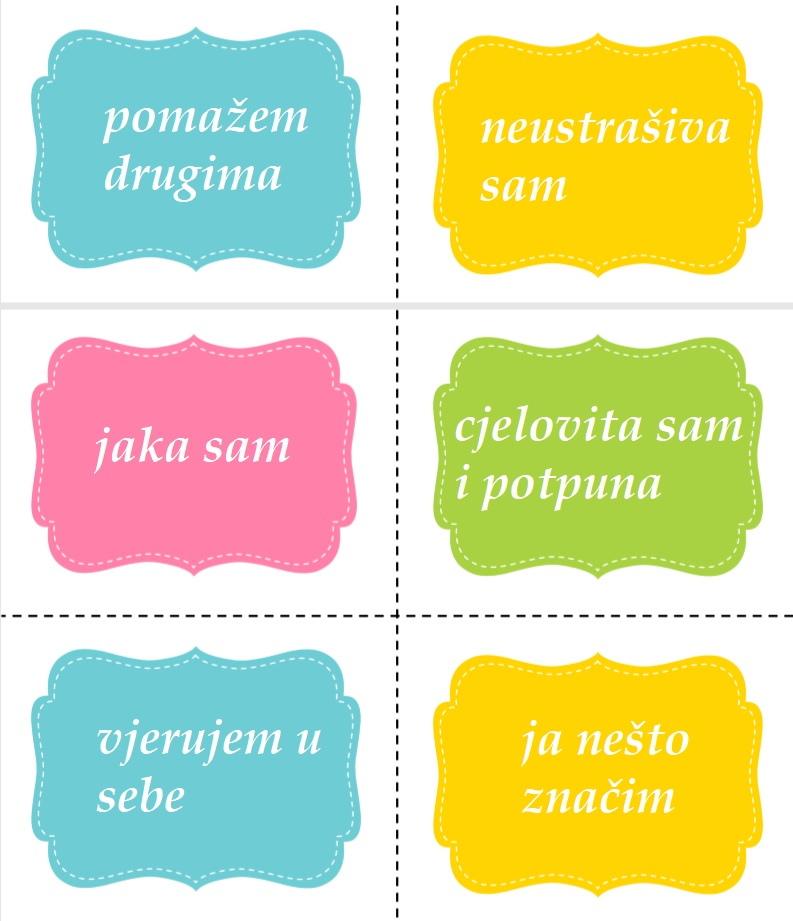 pomažem
drugima
neustrašiva
sam
jaka sam
cjelovita sam
i potpuna
vjerujem u
sebe
ja nešto
značim